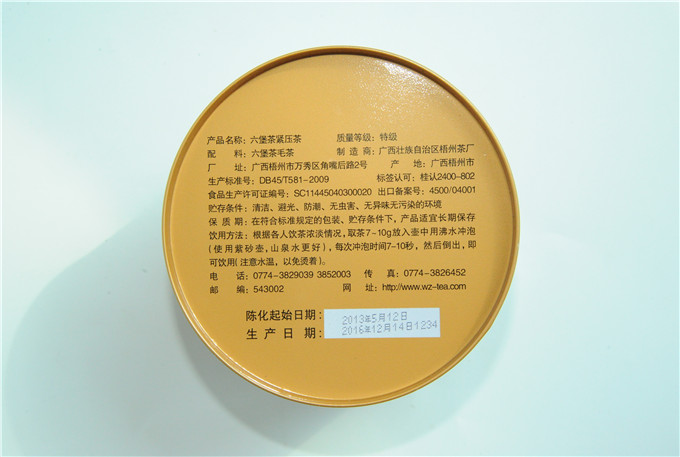 产品名称：六堡茶紧压茶 质量等级：特级
配 料：六堡茶毛茶 制 造 商：广西壮族自治区梧州茶厂
厂 址：广西梧州市万秀区角嘴后路2号 产 地：广西梧州市
生产标准号：DB45/T581-2009 标签认可：桂认2400-802
食品生产许可证编号：SC11445040300020 出口备案号：4500/04001
贮存条件：清洁、避光、防潮、无虫害、无异味无污染的环境
保 质 期：在符合标准规定的包装、贮存条件下，产品适宜长期保存
饮用方法：根据各人饮茶浓淡情况，取茶7-10g放入壶中用沸水冲泡
(使用紫砂壶，山泉水更好)，每次冲泡时间7-10秒，然后倒出，即
可饮用(注意水温，以免烫着)。
电 话：0774-3829039 3852003 传 真：0774-3826452
邮 编：543002 网 址：http://www.wz-tea.com
陈化起始日期：2013年5月12日
生 产 日 期：2016年12月14日1234